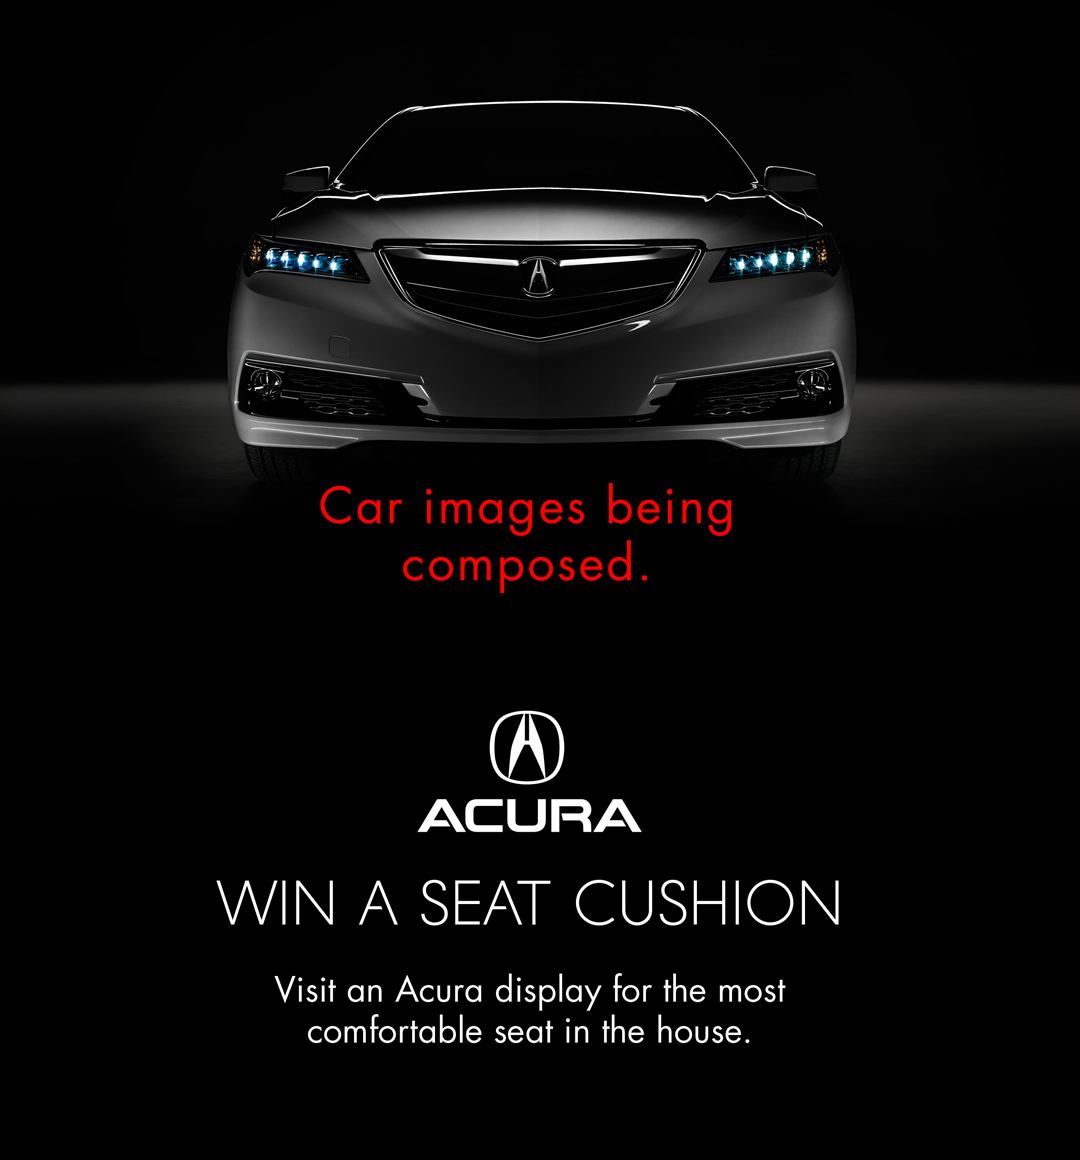 Car images being
composed.
ACURA
WIN A SEAT CUSHION
Visit an Acura display for the most
comfortable seat in the house.